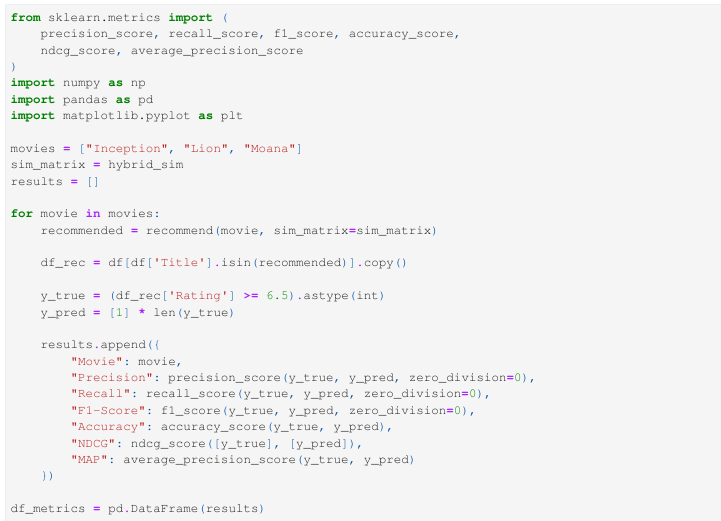 from sklearn.metrics import (
    precision_score, recall_score, f1_score, accuracy_score,
    ndcg_score, average_precision_score
)
import numpy as np
import pandas as pd
import matplotlib.pyplot as plt

movies = ["Inception", "Lion", "Moana"]
sim_matrix = hybrid_sim
results = []

for movie in movies:
    recommended = recommend(movie, sim_matrix=sim_matrix)

    df_rec = df[df['Title'].isin(recommended)].copy()

    y_true = (df_rec['Rating'] >= 6.5).astype(int)
    y_pred = [1] * len(y_true)

    results.append({
        "Movie": movie,
        "Precision": precision_score(y_true, y_pred, zero_division=0),
        "Recall": recall_score(y_true, y_pred, zero_division=0),
        "F1-Score": f1_score(y_true, y_pred, zero_division=0),
        "Accuracy": accuracy_score(y_true, y_pred),
        "NDCG": ndcg_score([y_true], [y_pred]),
        "MAP": average_precision_score(y_true, y_pred)
    })

df_metrics = pd.DataFrame(results)